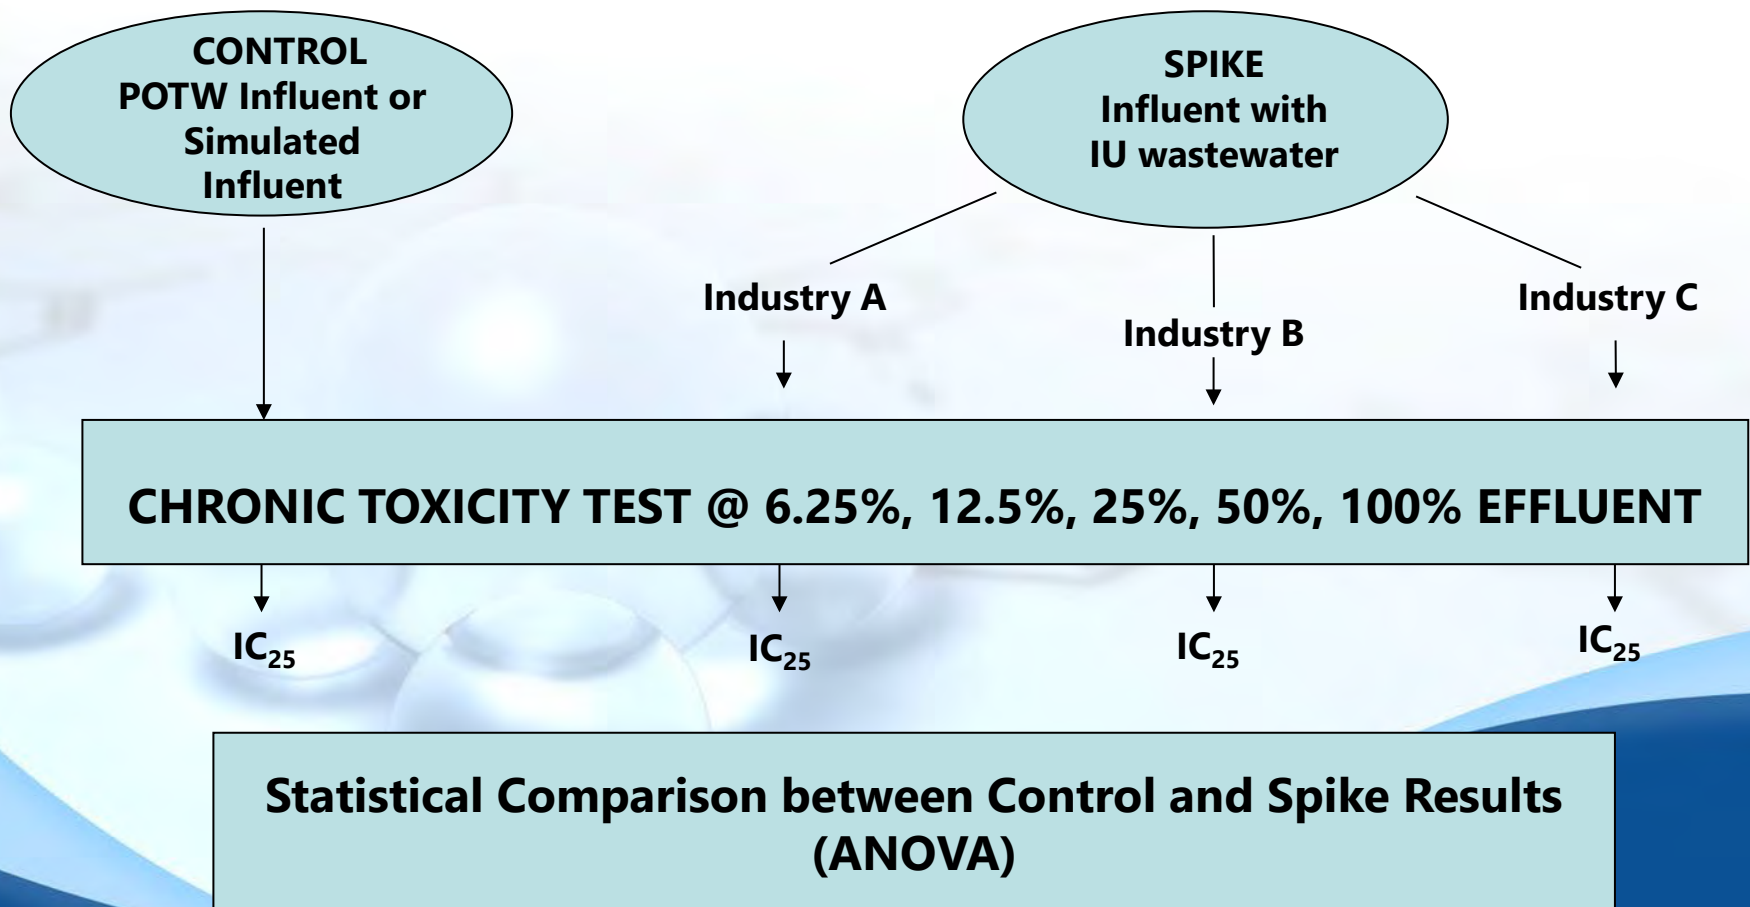 CONTROL
POTW Influent or
Simulated
Influent
SPIKE
Influent with
IU wastewater
Industry A
Industry B
Industry C
CHRONIC TOXICITY TEST @ 6.25%, 12.5%, 25%, 50%, 100% EFFLUENT
IC₂₅
IC₂₅
IC₂₅
IC₂₅
Statistical Comparison between Control and Spike Results
(ANOVA)